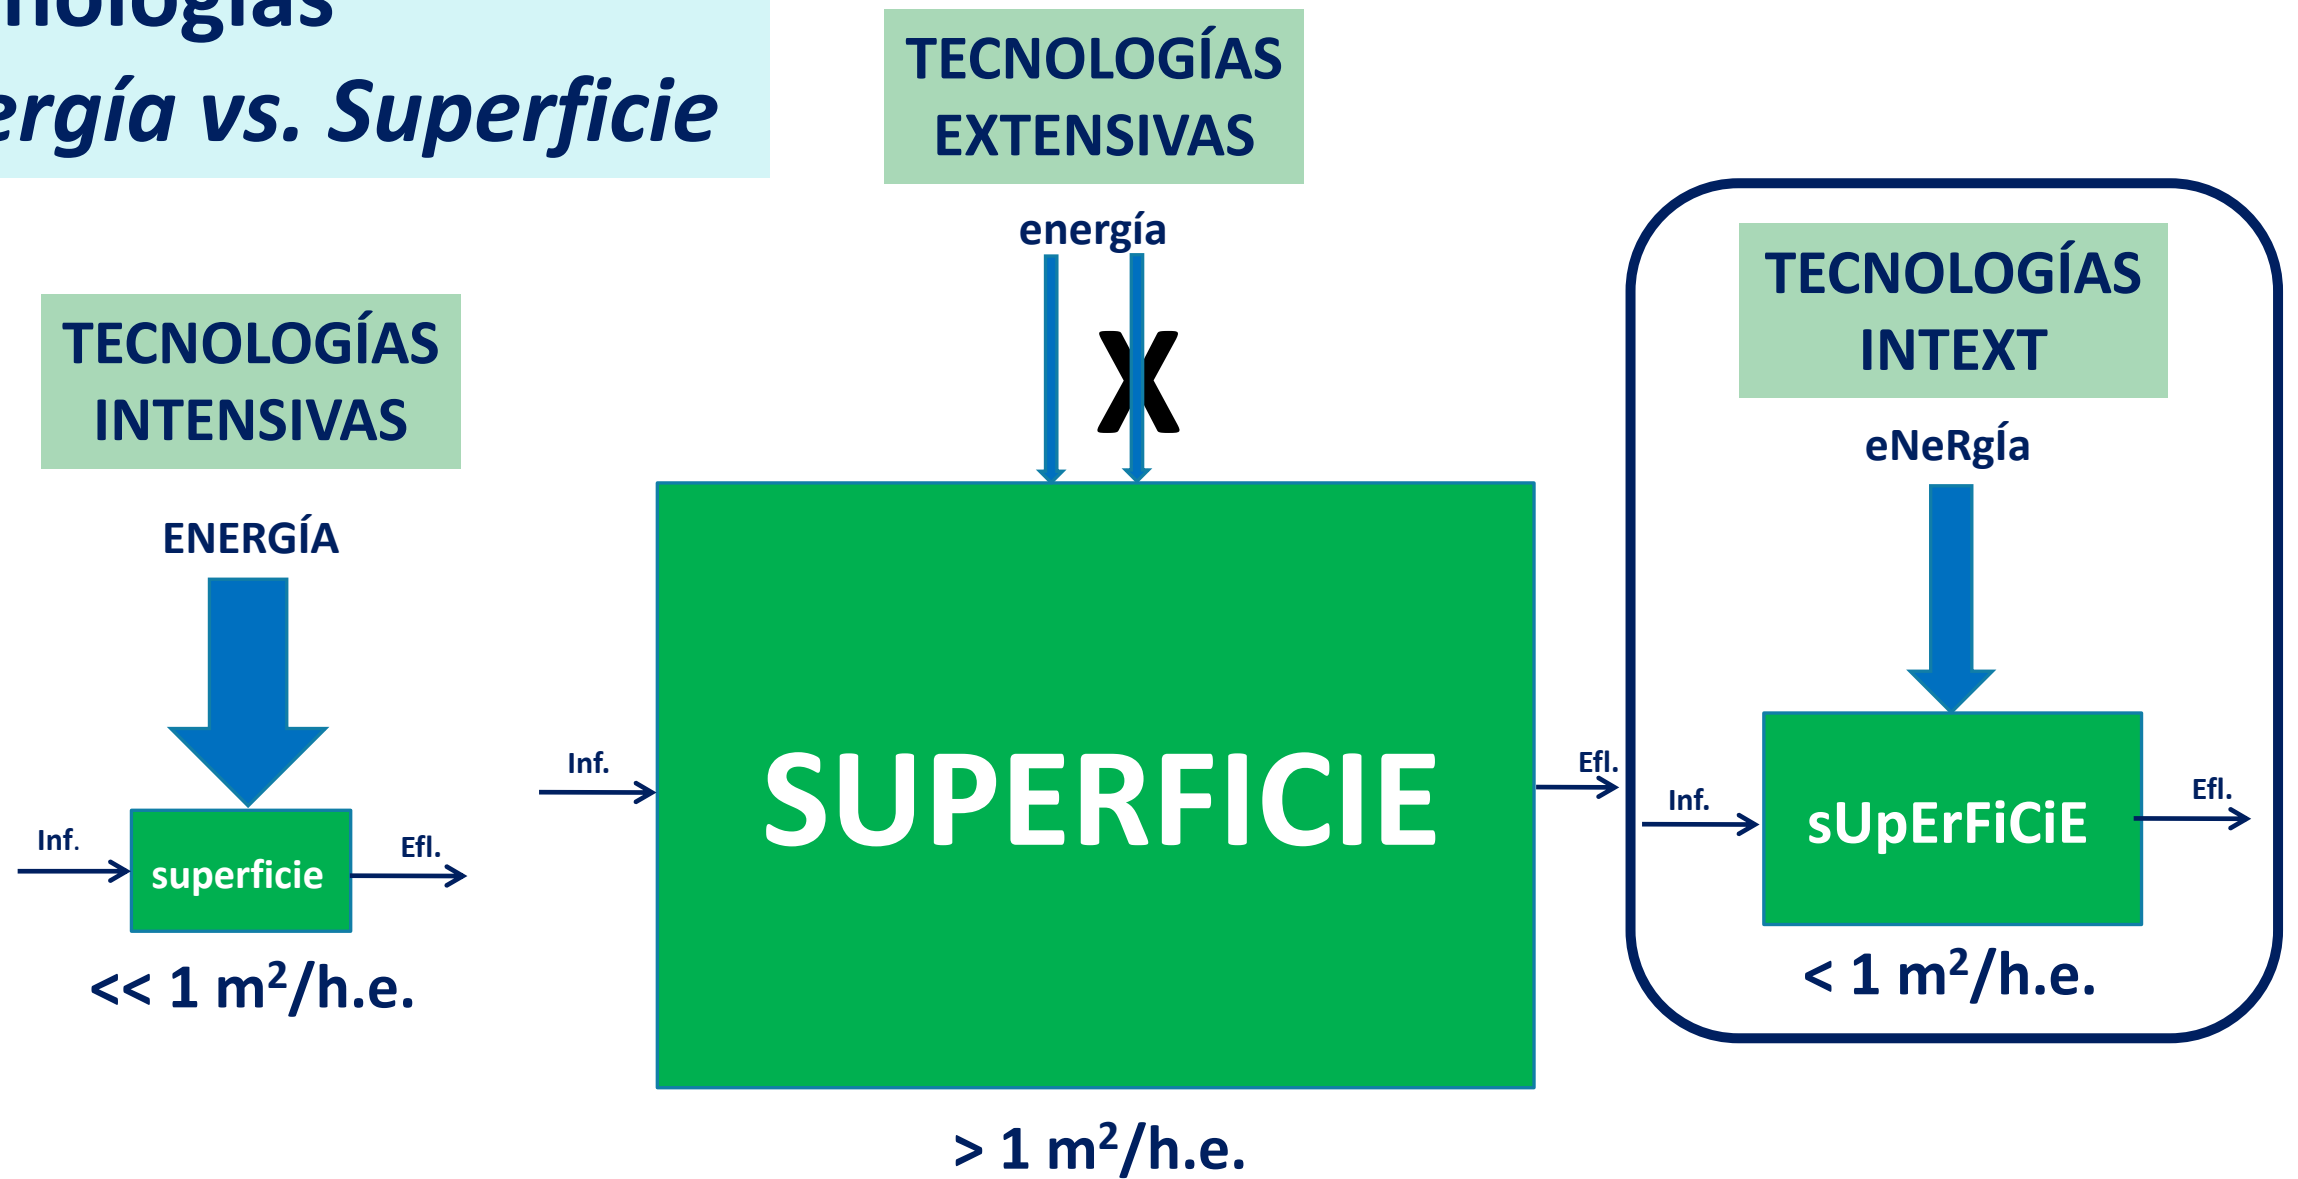 ergía vs. Superficie
TECNOLOGÍAS
EXTENSIVAS
energía
X
TECNOLOGÍAS
INTENSIVAS
ENERGÍA
Inf.
superficie
Efl.
<< 1 m²/h.e.
Inf.
SUPERFICIE
Efl.
> 1 m²/h.e.
TECNOLOGÍAS
INTEXT
eNeRgÍa
Inf.
sUpErFiCiE
Efl.
< 1 m²/h.e.